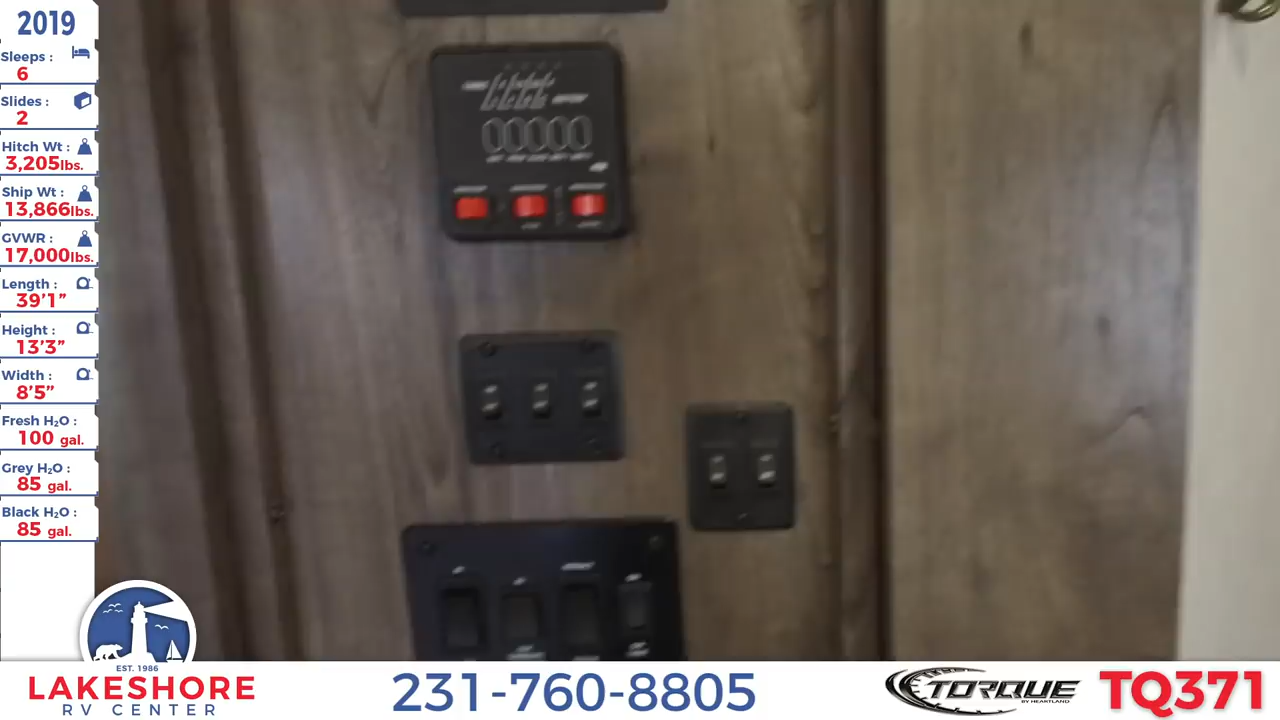 2019
Sleeps :
6
Slides :
2
Hitch Wt :
3,205lbs.
Ship Wt :
13,866lbs.
GVWR :
17,000lbs.
Length :
39'1"
Height :
13'3"
Width :
8'5"
Fresh H₂O :
100 gal.
Grey H₂O :
85 gal.
Black H₂O :
85 gal.
EST. 1986
LAKESHORE
RV CENTER
231-760-8805
TORQUE
BY HEARTLAND
TQ371